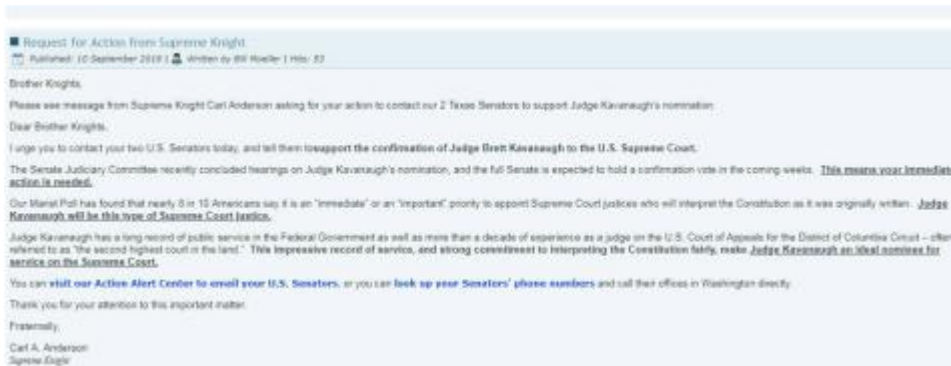 Request for Action from Supreme Knight
Published: 10 September 2018 | Written by Bill Moeller | Hits: 93
Brother Knights,
Please see message from Supreme Knight Carl Anderson asking for your action to contact our 2 Texas Senators to support Judge Kavanaugh's nomination.
Dear Brother Knights,
I urge you to contact your two U.S. Senators today, and tell them tosupport the confirmation of Judge Brett Kavanaugh to the U.S. Supreme Court.
The Senate Judiciary Committee recently concluded hearings on Judge Kavanaugh's nomination, and the full Senate is expected to hold a confirmation vote in the coming weeks. This means your immediate
action is needed.
Our Marist Poll has found that nearly 8 in 10 Americans say it is an "immediate" or an "important" priority to appoint Supreme Court justices who will interpret the Constitution as it was originally written. Judge
Kavanaugh will be this type of Supreme Court justice.
Judge Kavanaugh has a long record of public service in the Federal Government as well as more than a decade of experience as a judge on the U.S. Court of Appeals for the District of Columbia Circuit – often
referred to as "the second highest court in the land." This impressive record of service, and strong commitment to interpreting the Constitution fairly, make Judge Kavanaugh an ideal nominee for
service on the Supreme Court.
You can visit our Action Alert Center to email your U.S. Senators, or you can look up your Senators' phone numbers and call their offices in Washington directly.
Thank you for your attention to this important matter.
Fraternally,
Carl A. Anderson
Supreme Knight